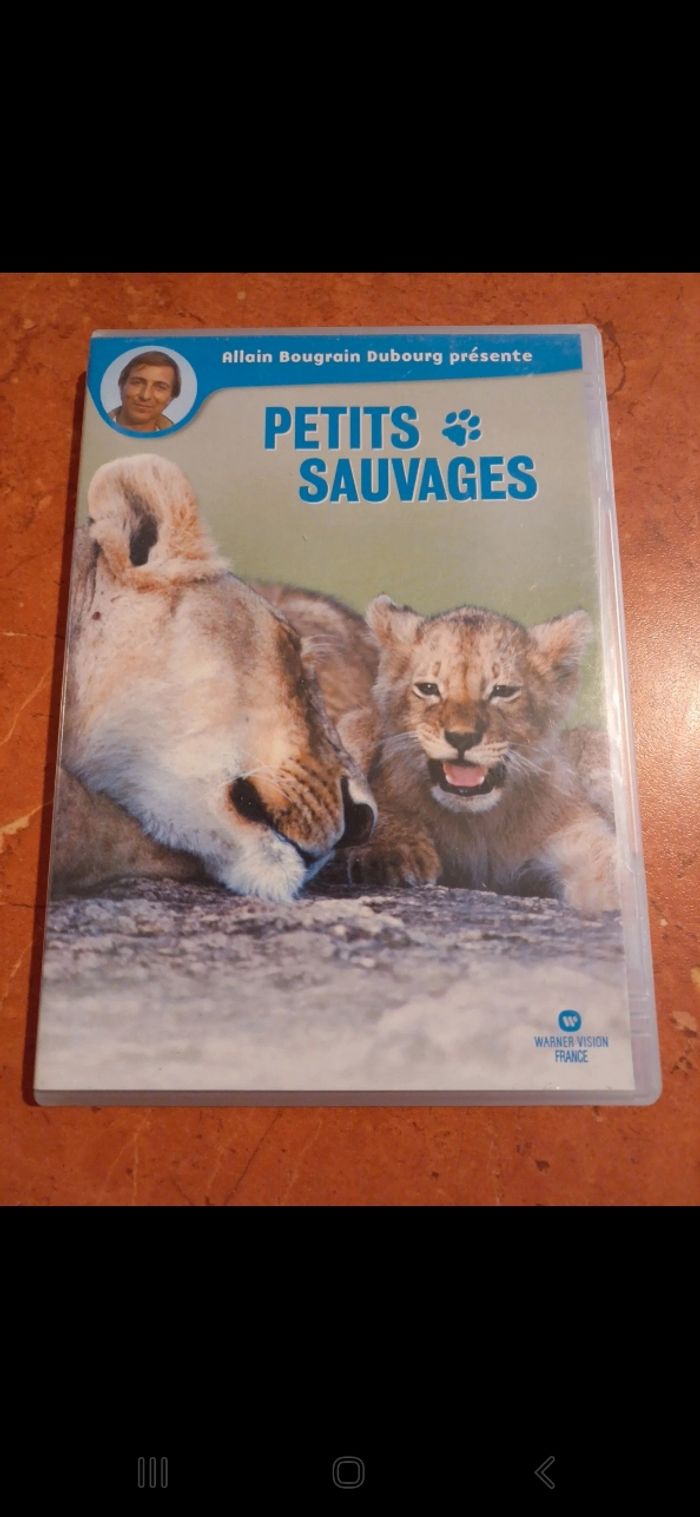 Allain Bougrain Dubourg présente
PETITS
SAUVAGES
WARNER VISION
FRANCE